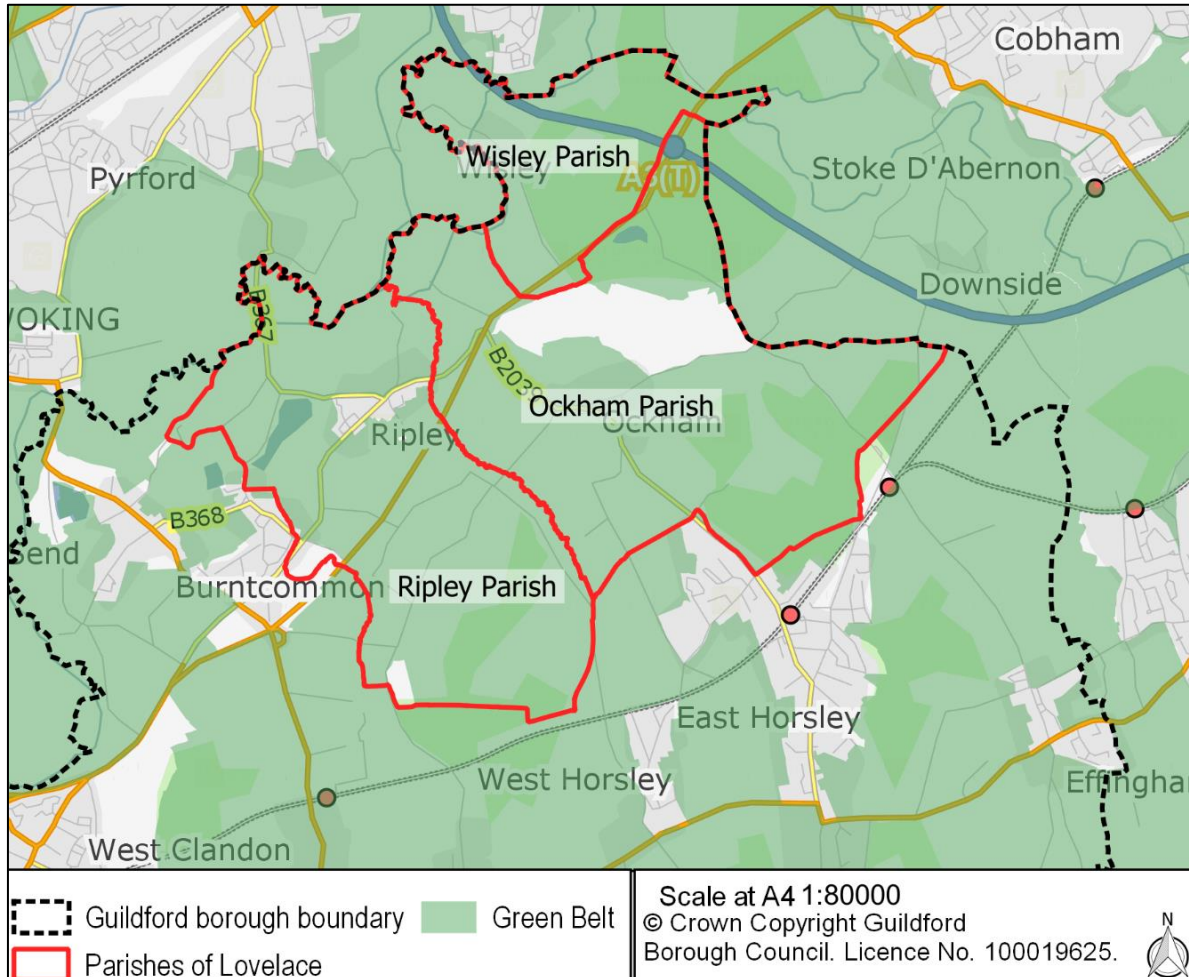 Cobham
Wisley Parish
Wisley
Pyrford
A3(T)
Stoke D'Abernon
Downside
B367
WOKING
B2039
Ockham Parish
Ockham
Ripley
B368
Send
Burntcommon
Ripley Parish
East Horsley
West Horsley
Effingham
West Clandon
Guildford borough boundary
Green Belt
Parishes of Lovelace
Scale at A4 1:80000
© Crown Copyright Guildford
Borough Council. Licence No. 100019625.
N